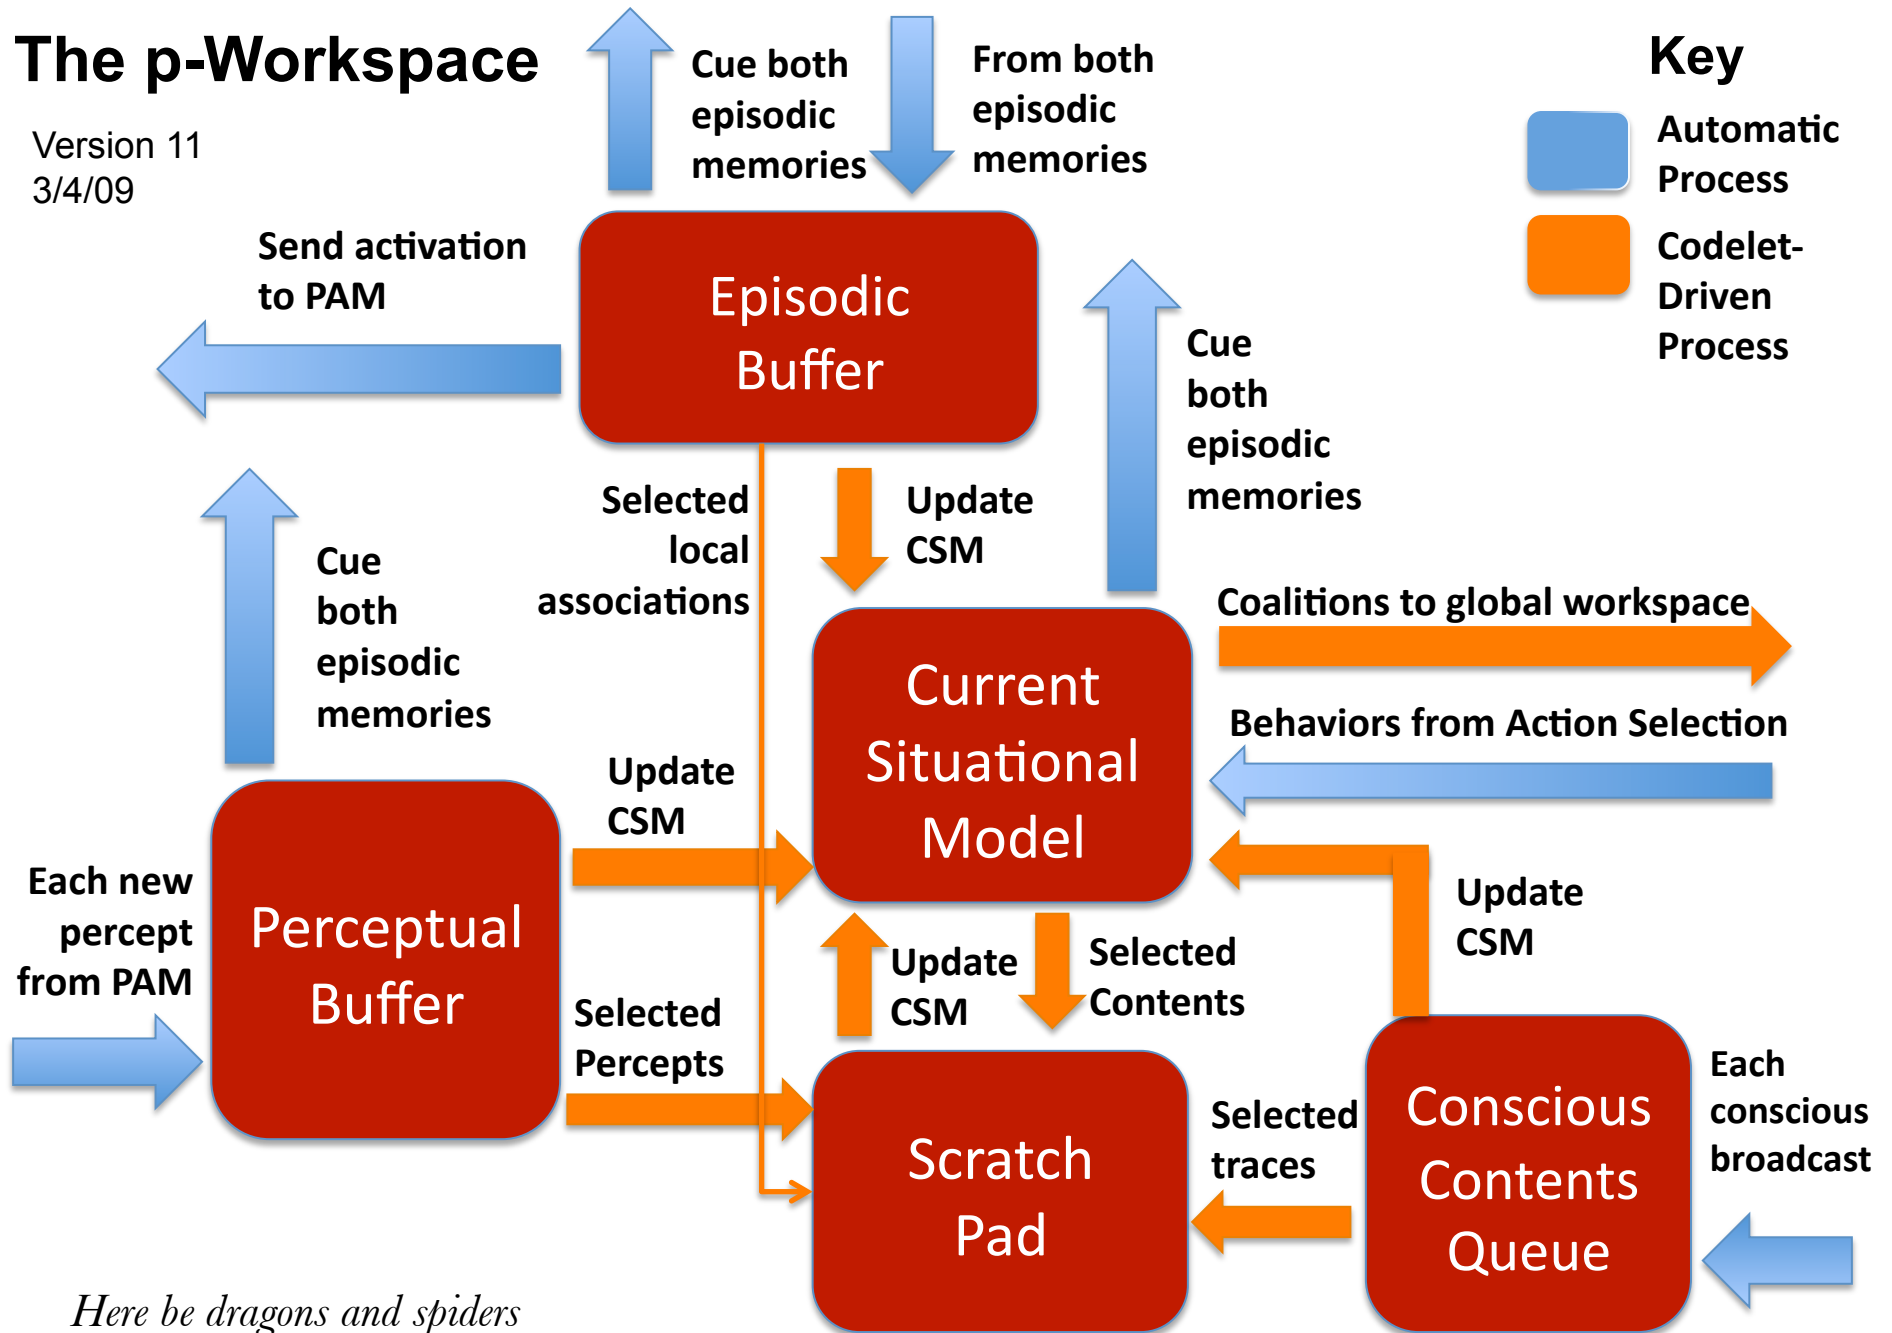 The p-Workspace
Version 11
3/4/09
Cue both
episodic
memories
From both
episodic
memories
Key
Automatic
Process
Codelet-
Driven
Process
Send activation
to PAM
Episodic
Buffer
Cue
both
episodic
memories
Selected
local
associations
Update
CSM
Cue
both
episodic
memories
Coalitions to global workspace
Current
Situational
Model
Behaviors from Action Selection
Update
CSM
Each new
percept
from PAM
Perceptual
Buffer
Update
CSM
Selected
Contents
Update
CSM
Selected
Percepts
Scratch
Pad
Selected
traces
Conscious
Contents
Queue
Each
conscious
broadcast
Here be dragons and spiders